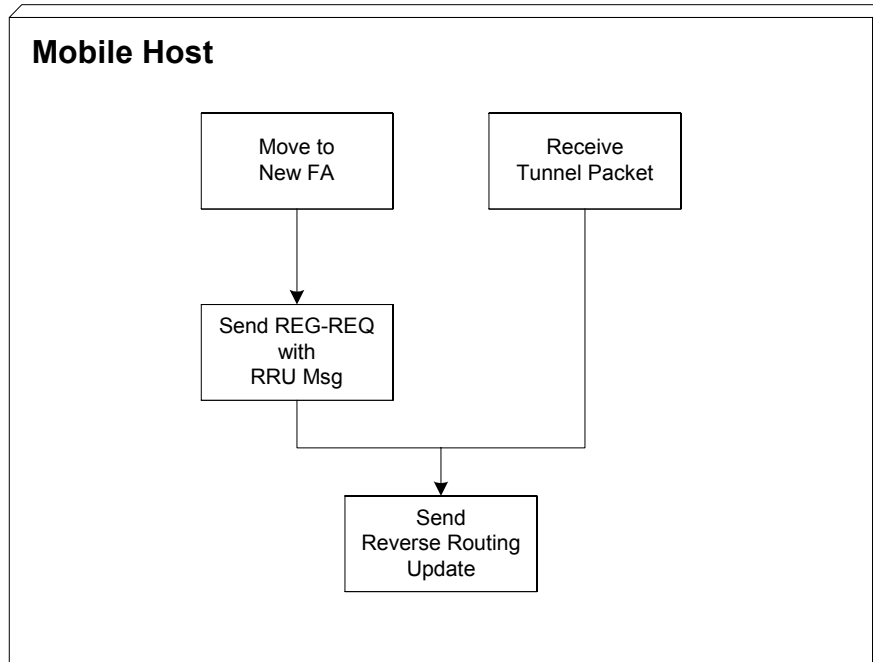 Mobile Host
Move to
New FA
Receive
Tunnel Packet
Send REG-REQ
with
RRU Msg
Send
Reverse Routing
Update